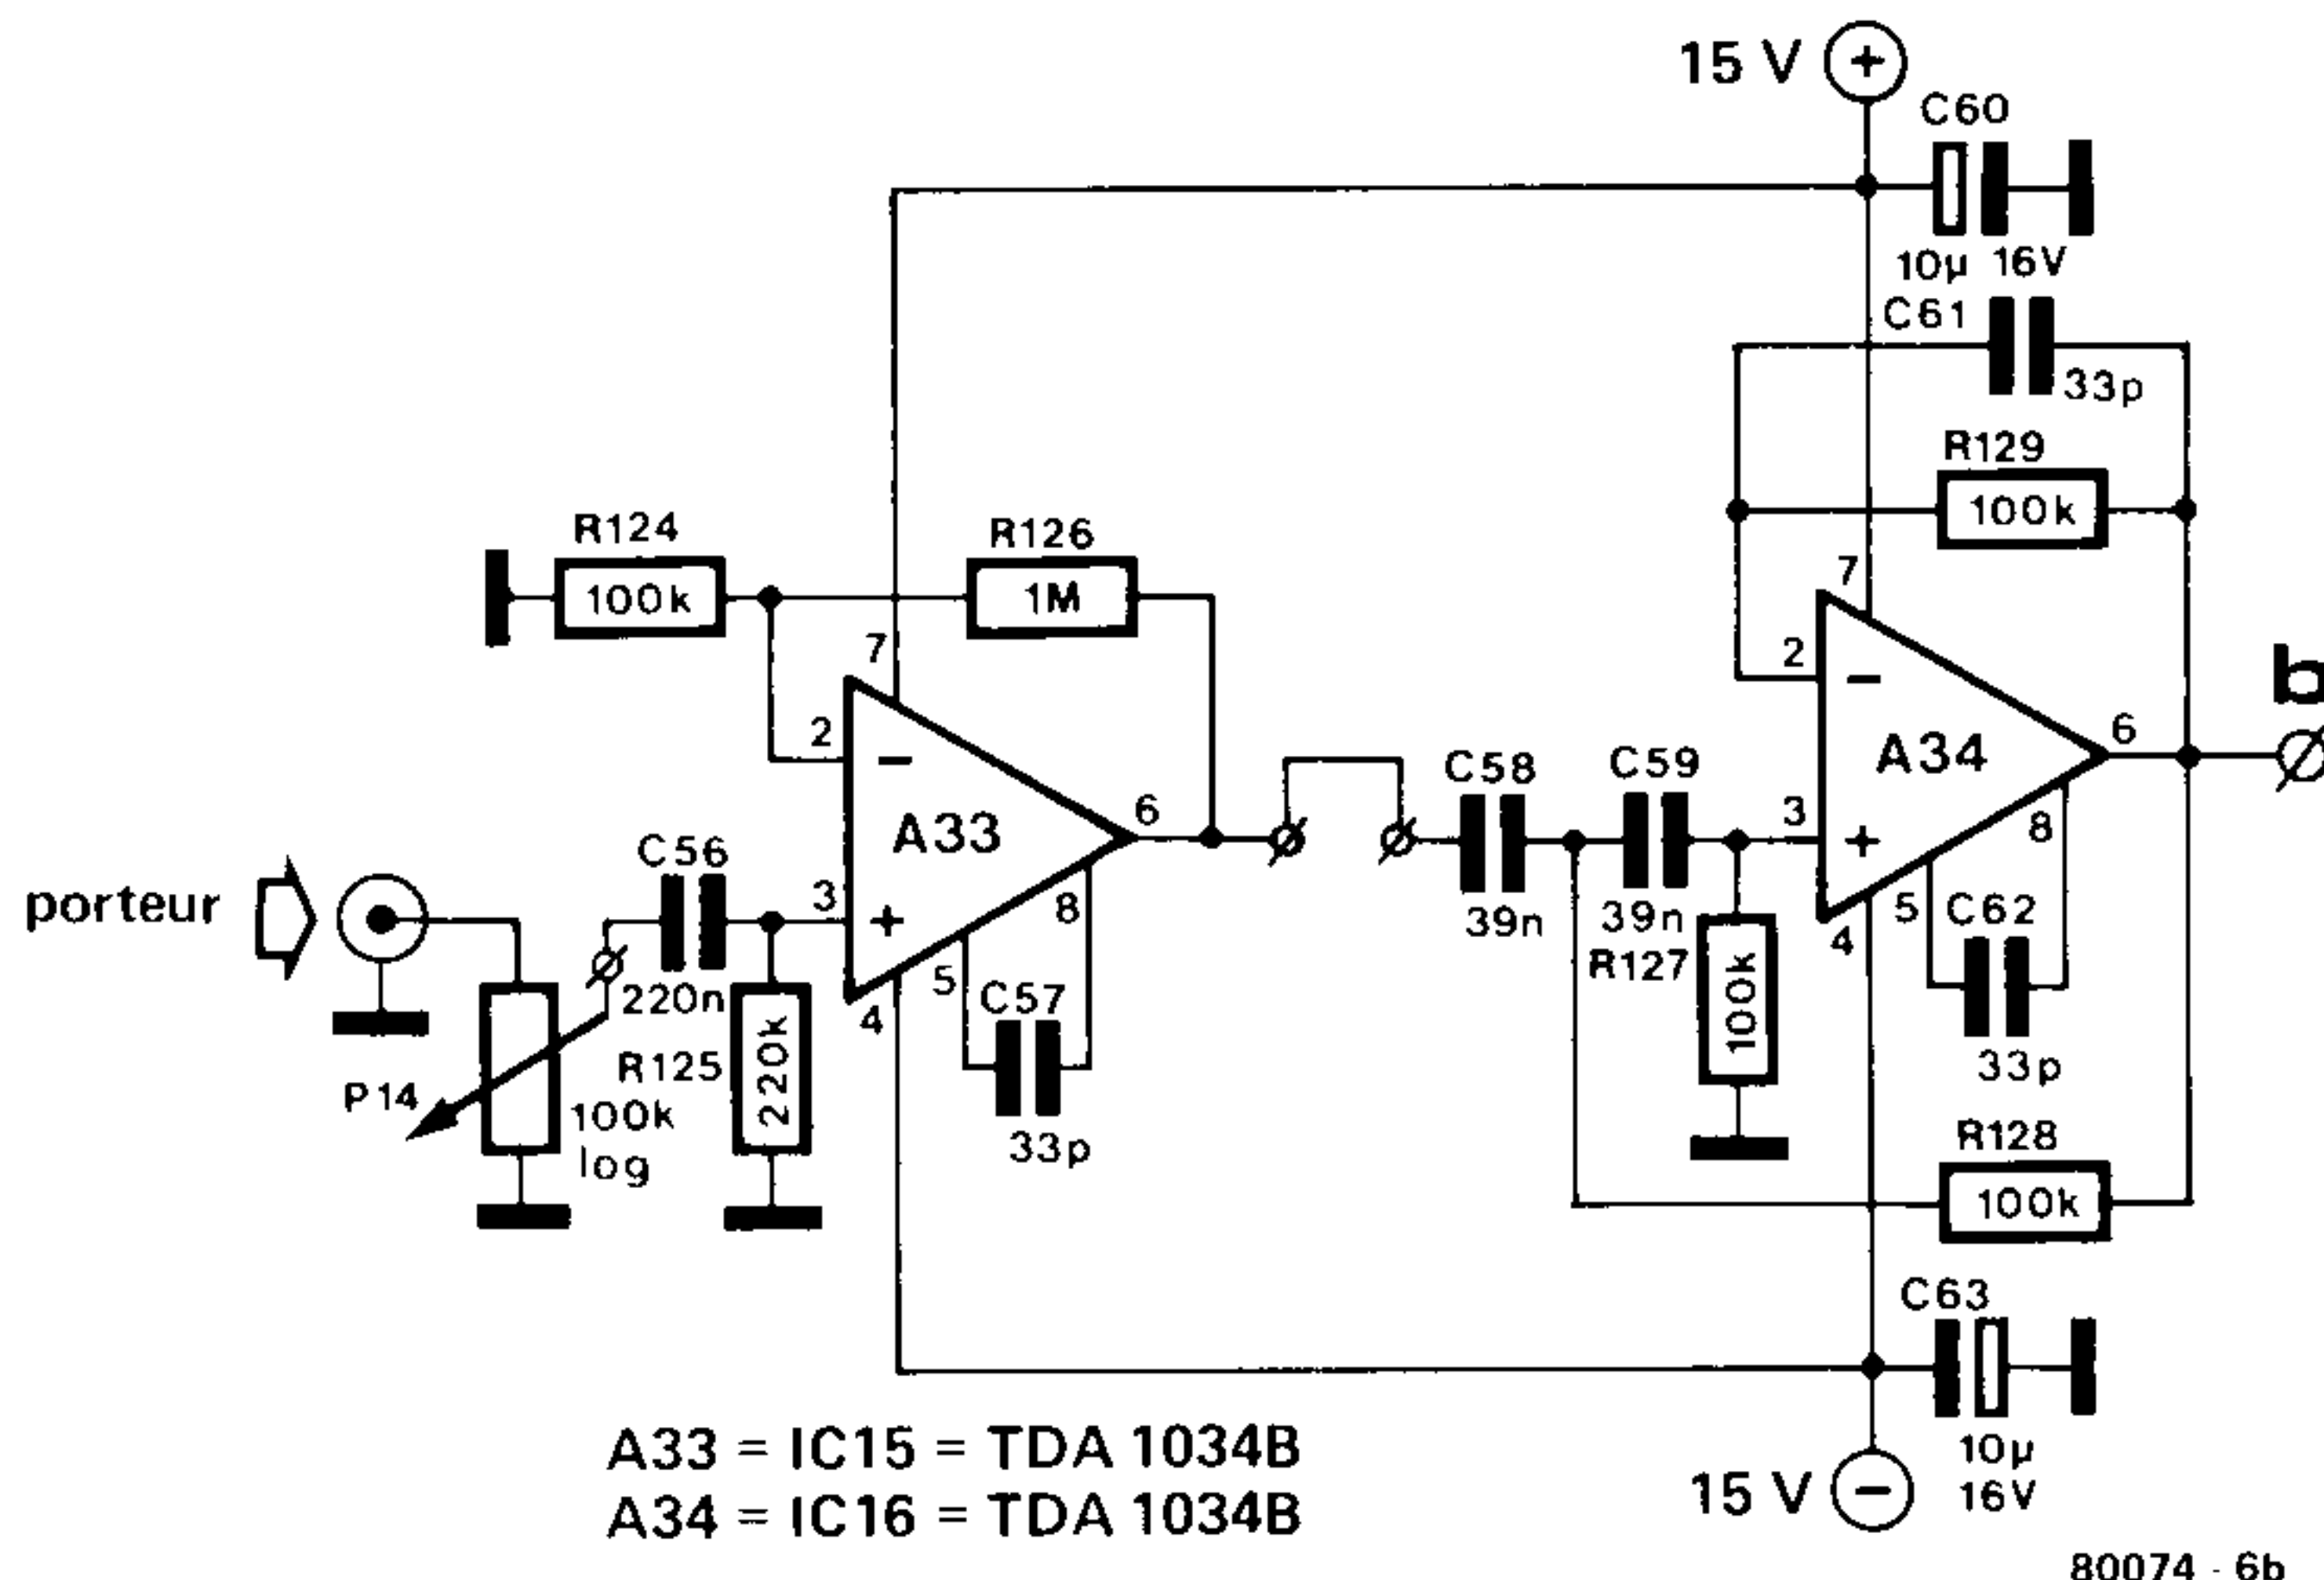 15 V +
C60
10µ 16V
C61
33p
R129
100k
R124
100k
R126
1M
7
2
−
A33
3
+
6
8
5
4
C57
33p
porteur
C56
220n
R125
220k
P14
100k
log
C58
39n
C59
39n
R127
100k
7
2
−
A34
3
+
6
8
5
4
C62
33p
b
R128
100k
C63
10µ
16V
15 V −
A33 = IC15 = TDA 1034B
A34 = IC16 = TDA 1034B
80074 - 6b